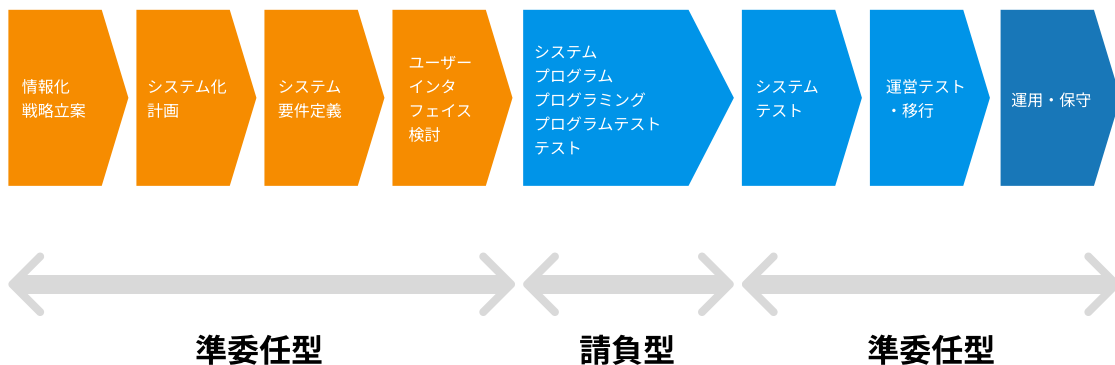 情報化
戦略立案
システム化
計画
システム
要件定義
ユーザー
インタ
フェイス
検討
システム
プログラム
プログラミング
プログラムテスト
テスト
システム
テスト
運営テスト
・移行
運用・保守
準委任型
請負型
準委任型